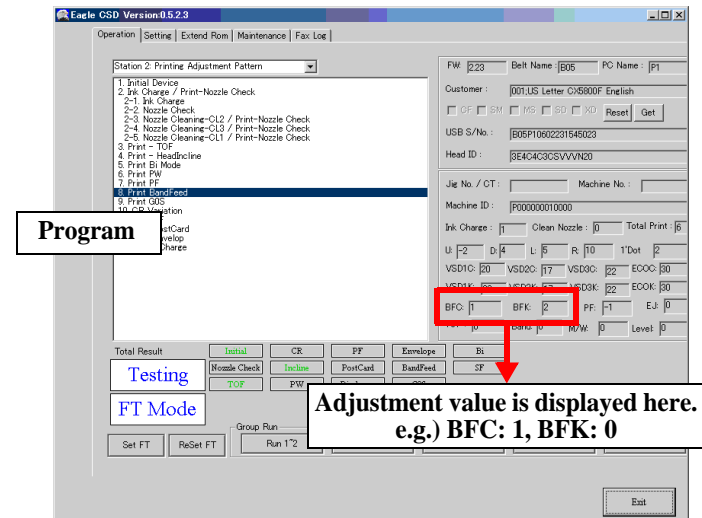 Eagle CSD Version:0.5.2.3
Operation Setting Extend Rom Maintenance Fax Log
Station 2: Printing Adjustment Pattern
1. Initial Device
2. Ink Charge / Print-Nozzle Check
2-1. Ink Charge
2-2. Nozzle Check
2-3. Nozzle Cleaning-CL2 / Print-Nozzle Check
2-4. Nozzle Cleaning-CL3 / Print-Nozzle Check
2-5. Nozzle Cleaning-CL1 / Print-Nozzle Check
3. Print - TOF
4. Print - HeadIncline
5. Print Bi Mode
6. Print PW
7. Print PF
8. Print BandFeed
9. Print G0S
10. CR Variation
Program
FW: 2.23 Belt Name : B05 PC Name : P1
Customer : 001;US Letter CX5800F English
CF SM MS SD XD Reset Get
USB S/No. : B05P10602231545023
Head ID : 3E4C4C3CSVVVN20
Jig No. / CT : Machine No. :
Machine ID : P000000010000
Ink Charge : 1 Clean Nozzle : 0 Total Print : 6
U: -2 D: 4 L: 5 R: 10 1"Dot 2
VSD1C: 20 VSD2C: 17 VSD3C: 22 ECOC: 30
VSD3K: 22 ECOK: 30
BFC: 1 BFK: 2 PF: -1 EJ: 0
Band: 0 M/W: 0 Level: 0
Total Result
Testing
FT Mode
Initial CR PF Envelope Bi
Nozzle Check Incline PostCard BandFeed SF
TOF PW
Group Run
Set FT ReSet FT Run 1~2
Adjustment value is displayed here.
e.g.) BFC: 1, BFK: 0
Exit